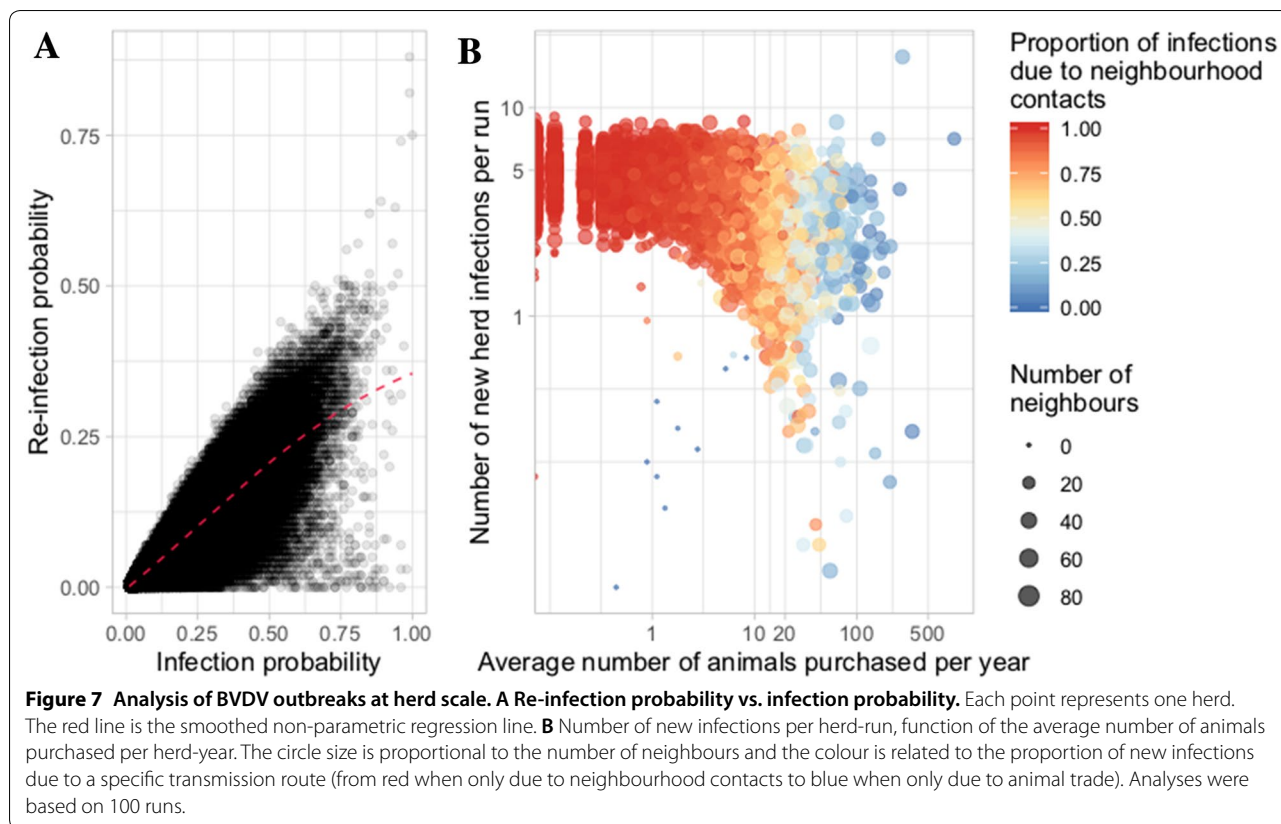 A
B
Re-infection probability
0.75
0.50
0.25
0.00
0.00 0.25 0.50 0.75 1.00
Infection probability
Number of new herd infections per run
10
5
1
1 10 20 100 500
Average number of animals purchased per year
Proportion of infections
due to neighbourhood
contacts
1.00
0.75
0.50
0.25
0.00
Number of
neighbours
0
20
40
60
80
Figure 7 Analysis of BVDV outbreaks at herd scale. A Re-infection probability vs. infection probability. Each point represents one herd.
The red line is the smoothed non-parametric regression line. B Number of new infections per herd-run, function of the average number of animals
purchased per herd-year. The circle size is proportional to the number of neighbours and the colour is related to the proportion of new infections
due to a specific transmission route (from red when only due to neighbourhood contacts to blue when only due to animal trade). Analyses were
based on 100 runs.